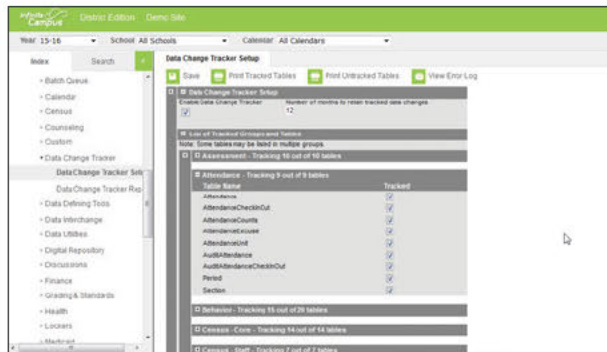 Infinite Campus District Edition Demo Site
Year 15-16 School All Schools Calendar All Calendars
Index Search Data Change Tracker Setup
Save Print Tracked Tables Print Untracked Tables View Error Log
Batch Queue
Calendar
Census
Counseling
Custom
Data Change Tracker
Data Change Tracker Set
Data Change Tracker Rep
Data Defining Tools
Data Interchange
Data Utilities
Digital Repository
Discussions
Finance
Grading & Standards
Health
Lockers
Medicaid
Data Change Tracker Setup
Enable Data Change Tracker Number of months to retain tracked data changes
12
List of Tracked Groups and Tables
Note: Some tables may be listed in multiple groups.
Assessment - Tracking 10 out of 10 tables
Attendance - Tracking 9 out of 9 tables
Table Name Tracked
Attendance
AttendanceCheckInOut
AttendanceCounts
AttendanceExcuse
AttendanceUnit
AuditAttendance
AuditAttendanceCheckInOut
Period
Section
Behavior - Tracking 15 out of 20 tables
Census - Core - Tracking 14 out of 14 tables
Census - Staff - Tracking 7 out of 7 tables